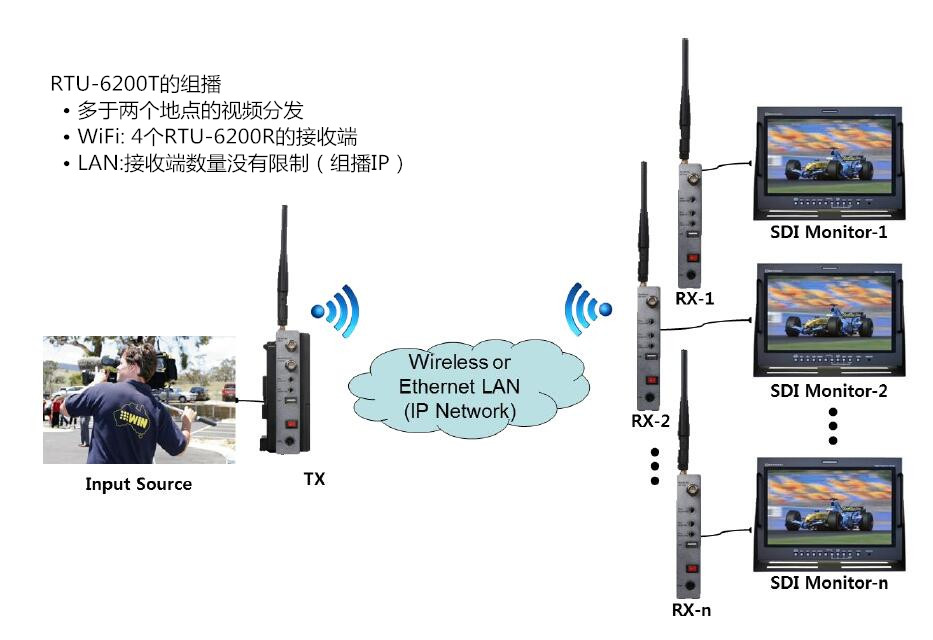 RTU-6200T的组播
• 多于两个地点的视频分发
• WiFi: 4个RTU-6200R的接收端
• LAN:接收端数量没有限制（组播IP）
SDI Monitor-1
RX-1
Wireless or
Ethernet LAN
(IP Network)
SDI Monitor-2
RX-2
WIN
TX
Input Source
SDI Monitor-n
RX-n